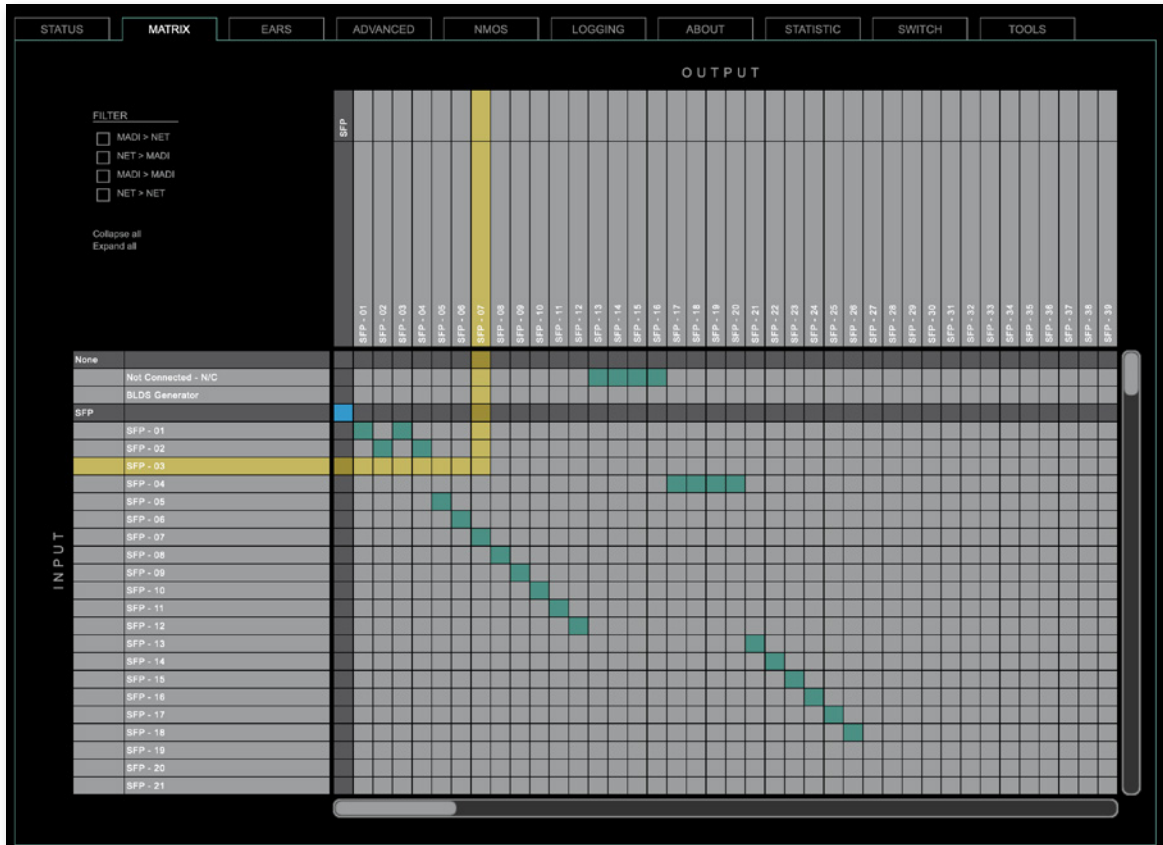 STATUS MATRIX EARS ADVANCED NMOS LOGGING ABOUT STATISTIC SWITCH TOOLS
OUTPUT
FILTER
MADI > NET
NET > MADI
MADI > MADI
NET > NET
Collapse all
Expand all
SFP
SFP - 01
SFP - 02
SFP - 03
SFP - 04
SFP - 05
SFP - 06
SFP - 07
SFP - 08
SFP - 09
SFP - 10
SFP - 11
SFP - 12
SFP - 13
SFP - 14
SFP - 15
SFP - 16
SFP - 17
SFP - 18
SFP - 19
SFP - 20
SFP - 21
SFP - 22
SFP - 23
SFP - 24
SFP - 25
SFP - 26
SFP - 27
SFP - 28
SFP - 29
SFP - 30
SFP - 31
SFP - 32
SFP - 33
SFP - 34
SFP - 35
SFP - 36
SFP - 37
SFP - 38
SFP - 39
INPUT
None
Not Connected - N/C
BLDS Generator
SFP
SFP - 01
SFP - 02
SFP - 03
SFP - 04
SFP - 05
SFP - 06
SFP - 07
SFP - 08
SFP - 09
SFP - 10
SFP - 11
SFP - 12
SFP - 13
SFP - 14
SFP - 15
SFP - 16
SFP - 17
SFP - 18
SFP - 19
SFP - 20
SFP - 21